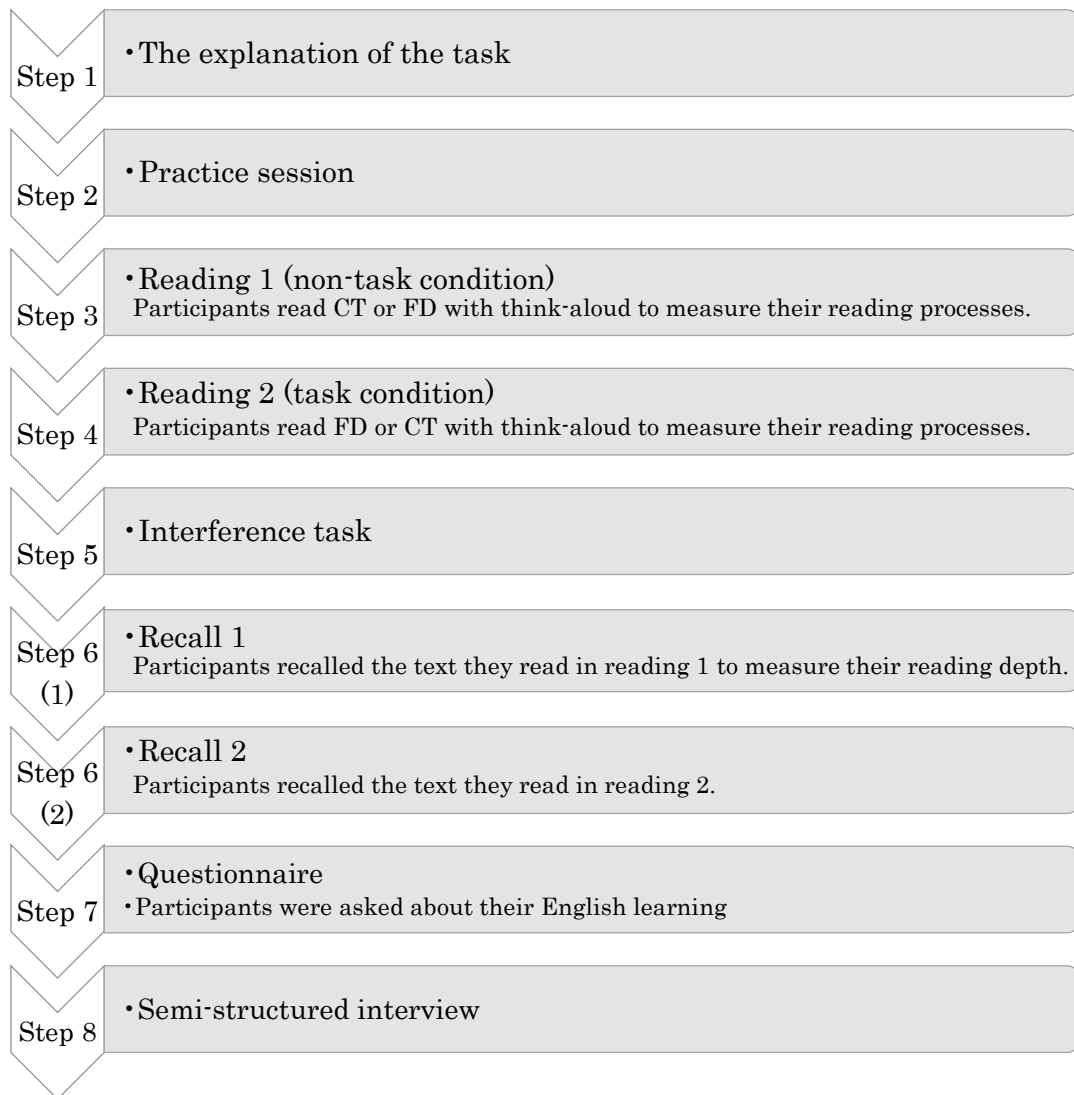 Step 1
・The explanation of the task
Step 2
・Practice session
Step 3
・Reading 1 (non-task condition)
Participants read CT or FD with think-aloud to measure their reading processes.
Step 4
・Reading 2 (task condition)
Participants read FD or CT with think-aloud to measure their reading processes.
Step 5
・Interference task
Step 6
(1)
・Recall 1
Participants recalled the text they read in reading 1 to measure their reading depth.
Step 6
(2)
・Recall 2
Participants recalled the text they read in reading 2.
Step 7
・Questionnaire
・Participants were asked about their English learning
Step 8
・Semi-structured interview